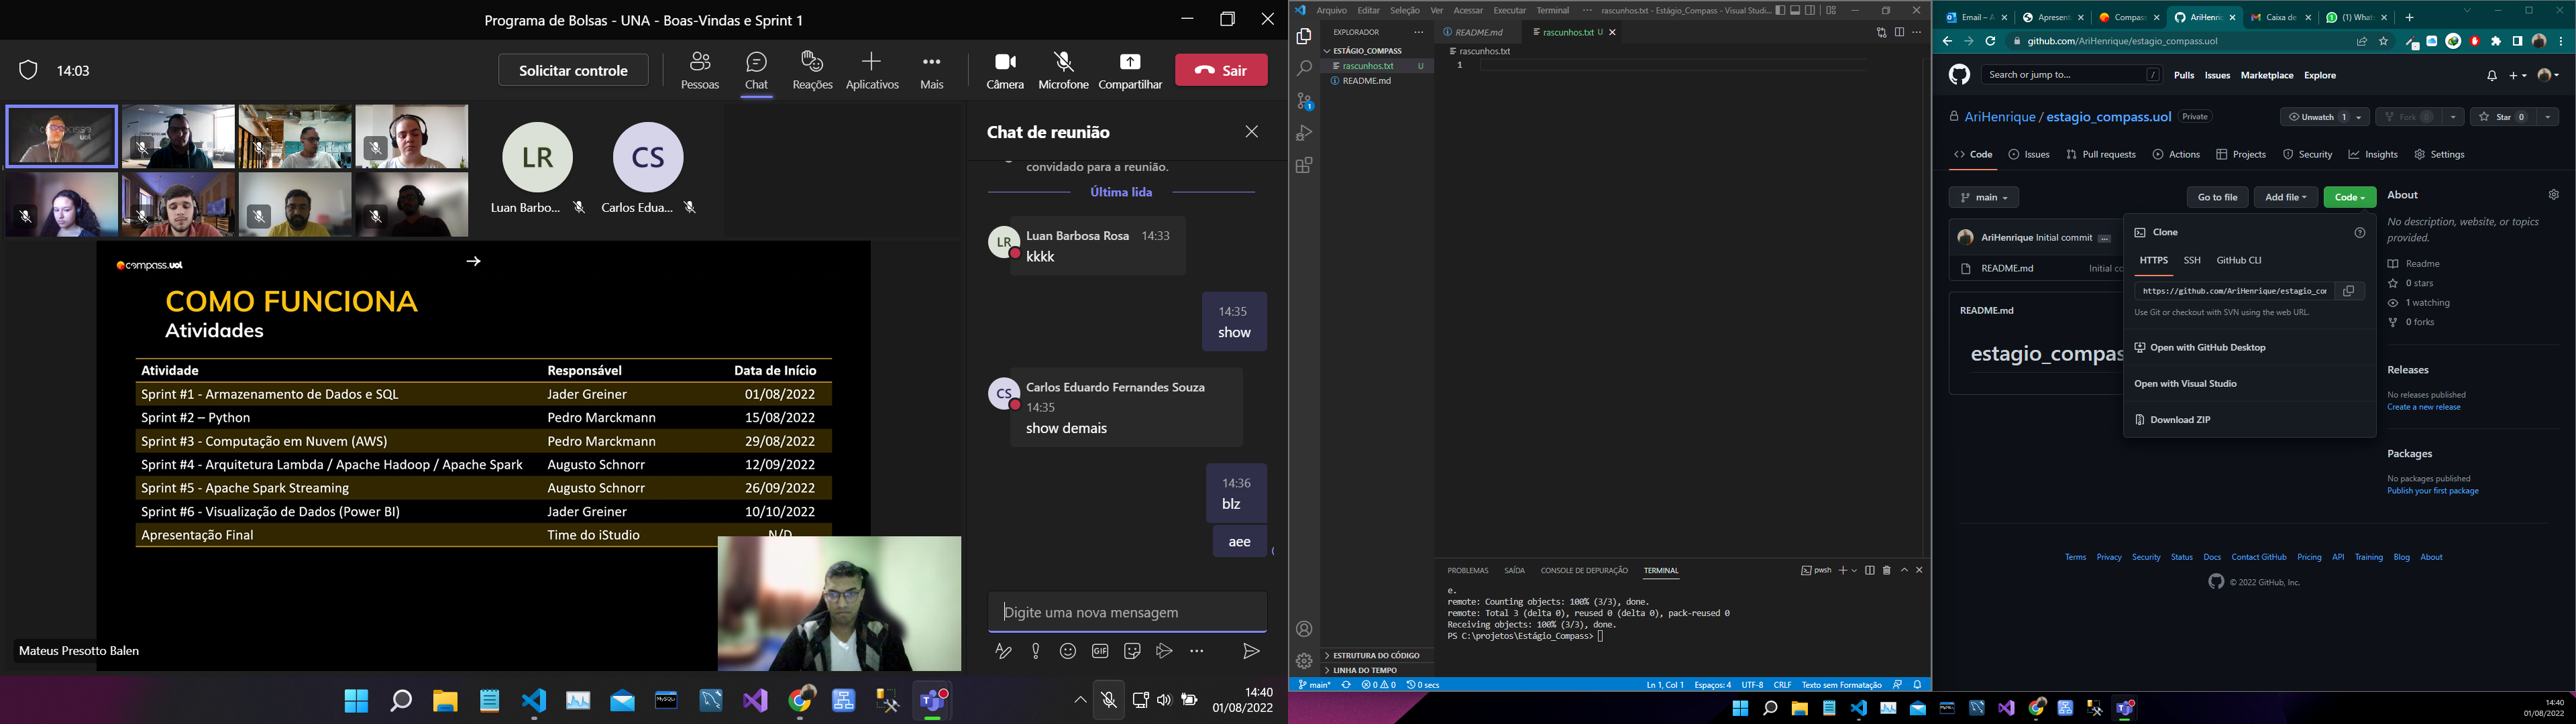 Programa de Bolsas - UNA - Boas-Vindas e Sprint 1
14:03
Solicitar controle
Pessoas
Chat
Reações
Aplicativos
Mais
Câmera
Microfone
Compartilhar
Sair
LR
CS
Luan Barbo...
Carlos Edua...
compass.uol
COMO FUNCIONA
Atividades
Atividade Responsável Data de Início
Sprint #1 - Armazenamento de Dados e SQL Jader Greiner 01/08/2022
Sprint #2 – Python Pedro Marckmann 15/08/2022
Sprint #3 - Computação em Nuvem (AWS) Pedro Marckmann 29/08/2022
Sprint #4 - Arquitetura Lambda / Apache Hadoop / Apache Spark Augusto Schnorr 12/09/2022
Sprint #5 - Apache Spark Streaming Augusto Schnorr 26/09/2022
Sprint #6 - Visualização de Dados (Power BI) Jader Greiner 10/10/2022
Apresentação Final Time do iStudio N/D
Mateus Presotto Balen
Chat de reunião
convidado para a reunião.
Última lida
LR
Luan Barbosa Rosa 14:33
kkkk
14:35
show
CS
Carlos Eduardo Fernandes Souza
14:35
show demais
14:36
blz
aee
Digite uma nova mensagem
GIF
14:40
01/08/2022
Arquivo Editar Seleção Ver Acessar Executar Terminal ··· rascunhos.txt - Estágio_Compass - Visual Studi...
EXPLORADOR
ESTÁGIO_COMPASS
rascunhos.txt U
README.md
README.md
rascunhos.txt U
rascunhos.txt
1
PROBLEMAS SAÍDA CONSOLE DE DEPURAÇÃO TERMINAL
pwsh
e.
remote: Counting objects: 100% (3/3), done.
remote: Total 3 (delta 0), reused 0 (delta 0), pack-reused 0
Receiving objects: 100% (3/3), done.
PS C:\projetos\Estágio_Compass>
ESTRUTURA DO CÓDIGO
LINHA DO TEMPO
main* 0 0 0 secs
Ln 1, Col 1 Espaços: 4 UTF-8 CRLF Texto sem Formatação
Email – A
Apresent
Compass
AriHenric
Caixa de
(1) What
github.com/AriHenrique/estagio_compass.uol
Search or jump to... /
Pulls Issues Marketplace Explore
AriHenrique / estagio_compass.uol Private
Unwatch 1
Fork 0
Star 0
Code Issues Pull requests Actions Projects Security Insights Settings
main
Go to file
Add file
Code
AriHenrique Initial commit ...
README.md Initial co
README.md
estagio_compas
Clone
HTTPS SSH GitHub CLI
https://github.com/AriHenrique/estagio_co
Use Git or checkout with SVN using the web URL.
Open with GitHub Desktop
Open with Visual Studio
Download ZIP
About
No description, website, or topics
provided.
Readme
0 stars
1 watching
0 forks
Releases
No releases published
Create a new release
Packages
No packages published
Publish your first package
Terms Privacy Security Status Docs Contact GitHub Pricing API Training Blog About
© 2022 GitHub, Inc.
14:40
01/08/2022